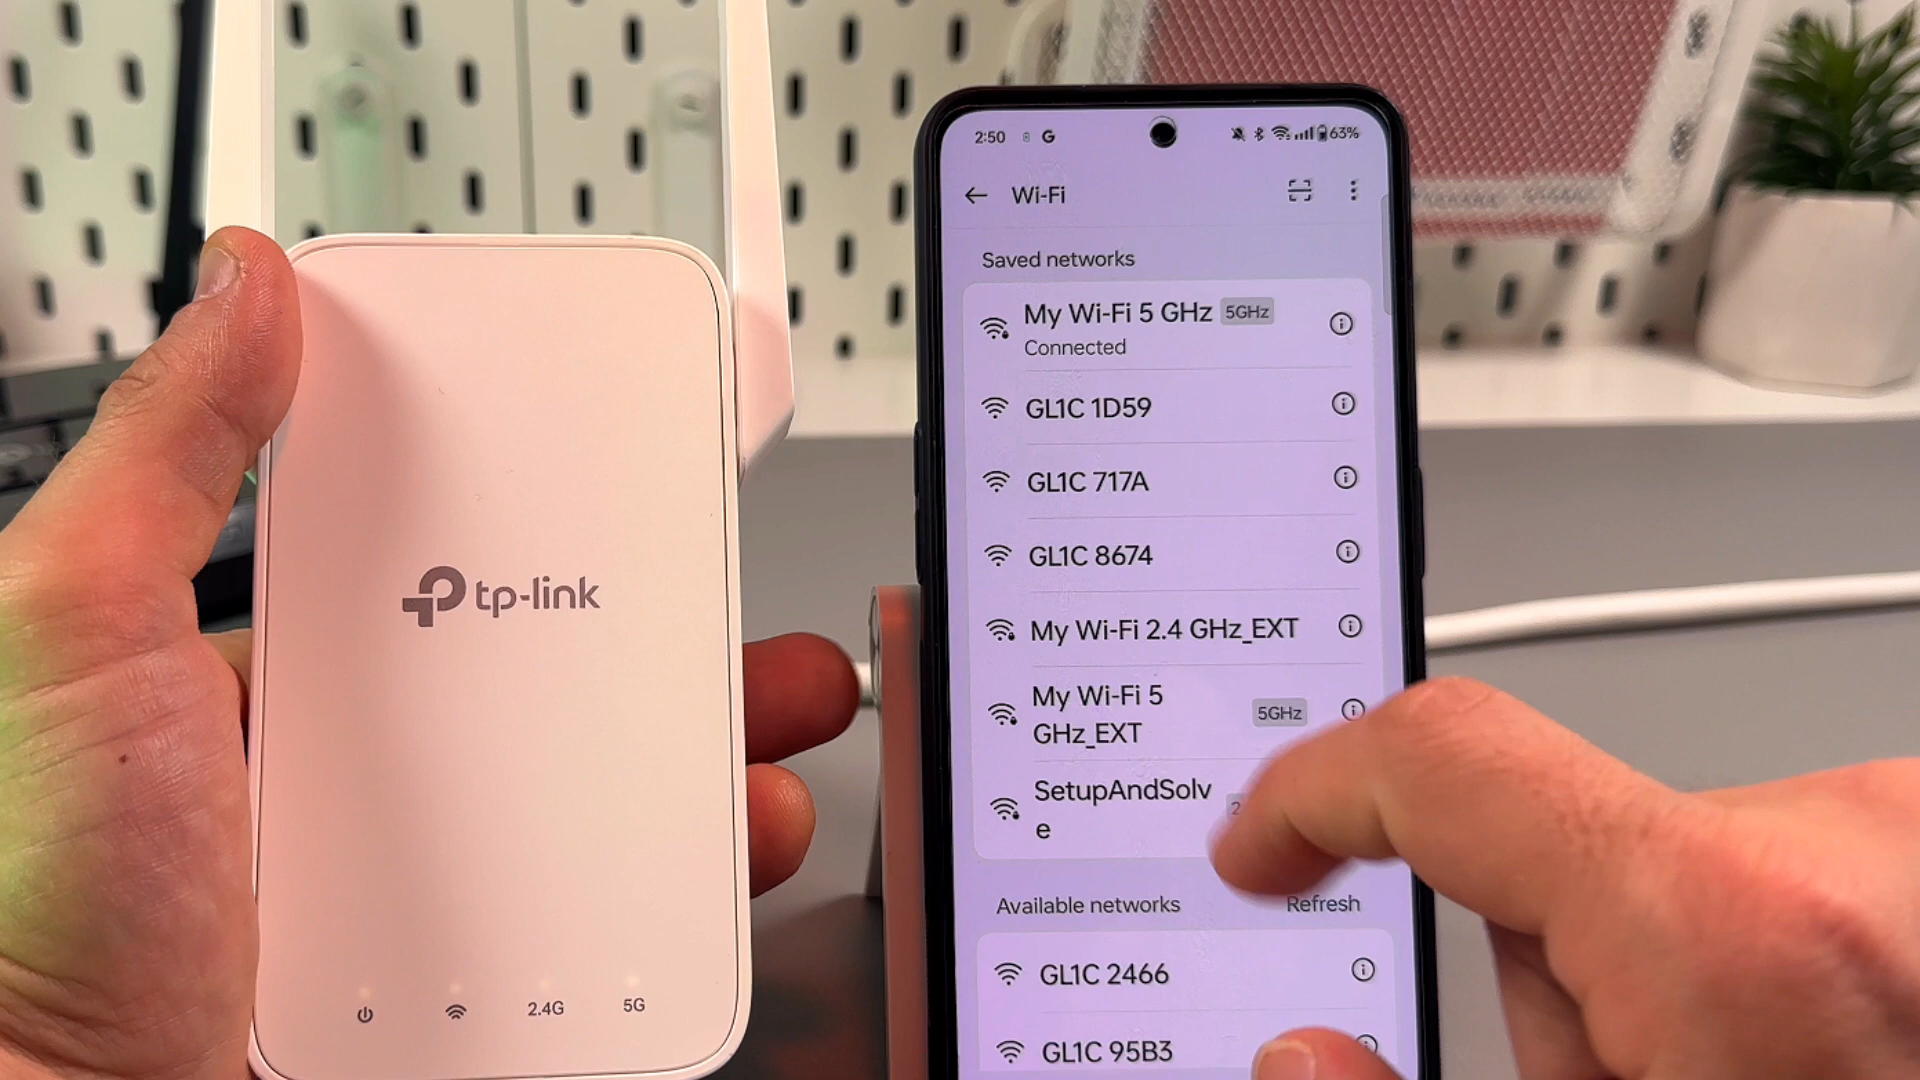 tp-link
2.4G
5G
2:50
G
63%
Wi-Fi
Saved networks
My Wi-Fi 5 GHz 5GHz
Connected
GL1C 1D59
GL1C 717A
GL1C 8674
My Wi-Fi 2.4 GHz_EXT
My Wi-Fi 5
GHz_EXT
5GHz
SetupAndSolv
e
Available networks
Refresh
GL1C 2466
GL1C 95B3